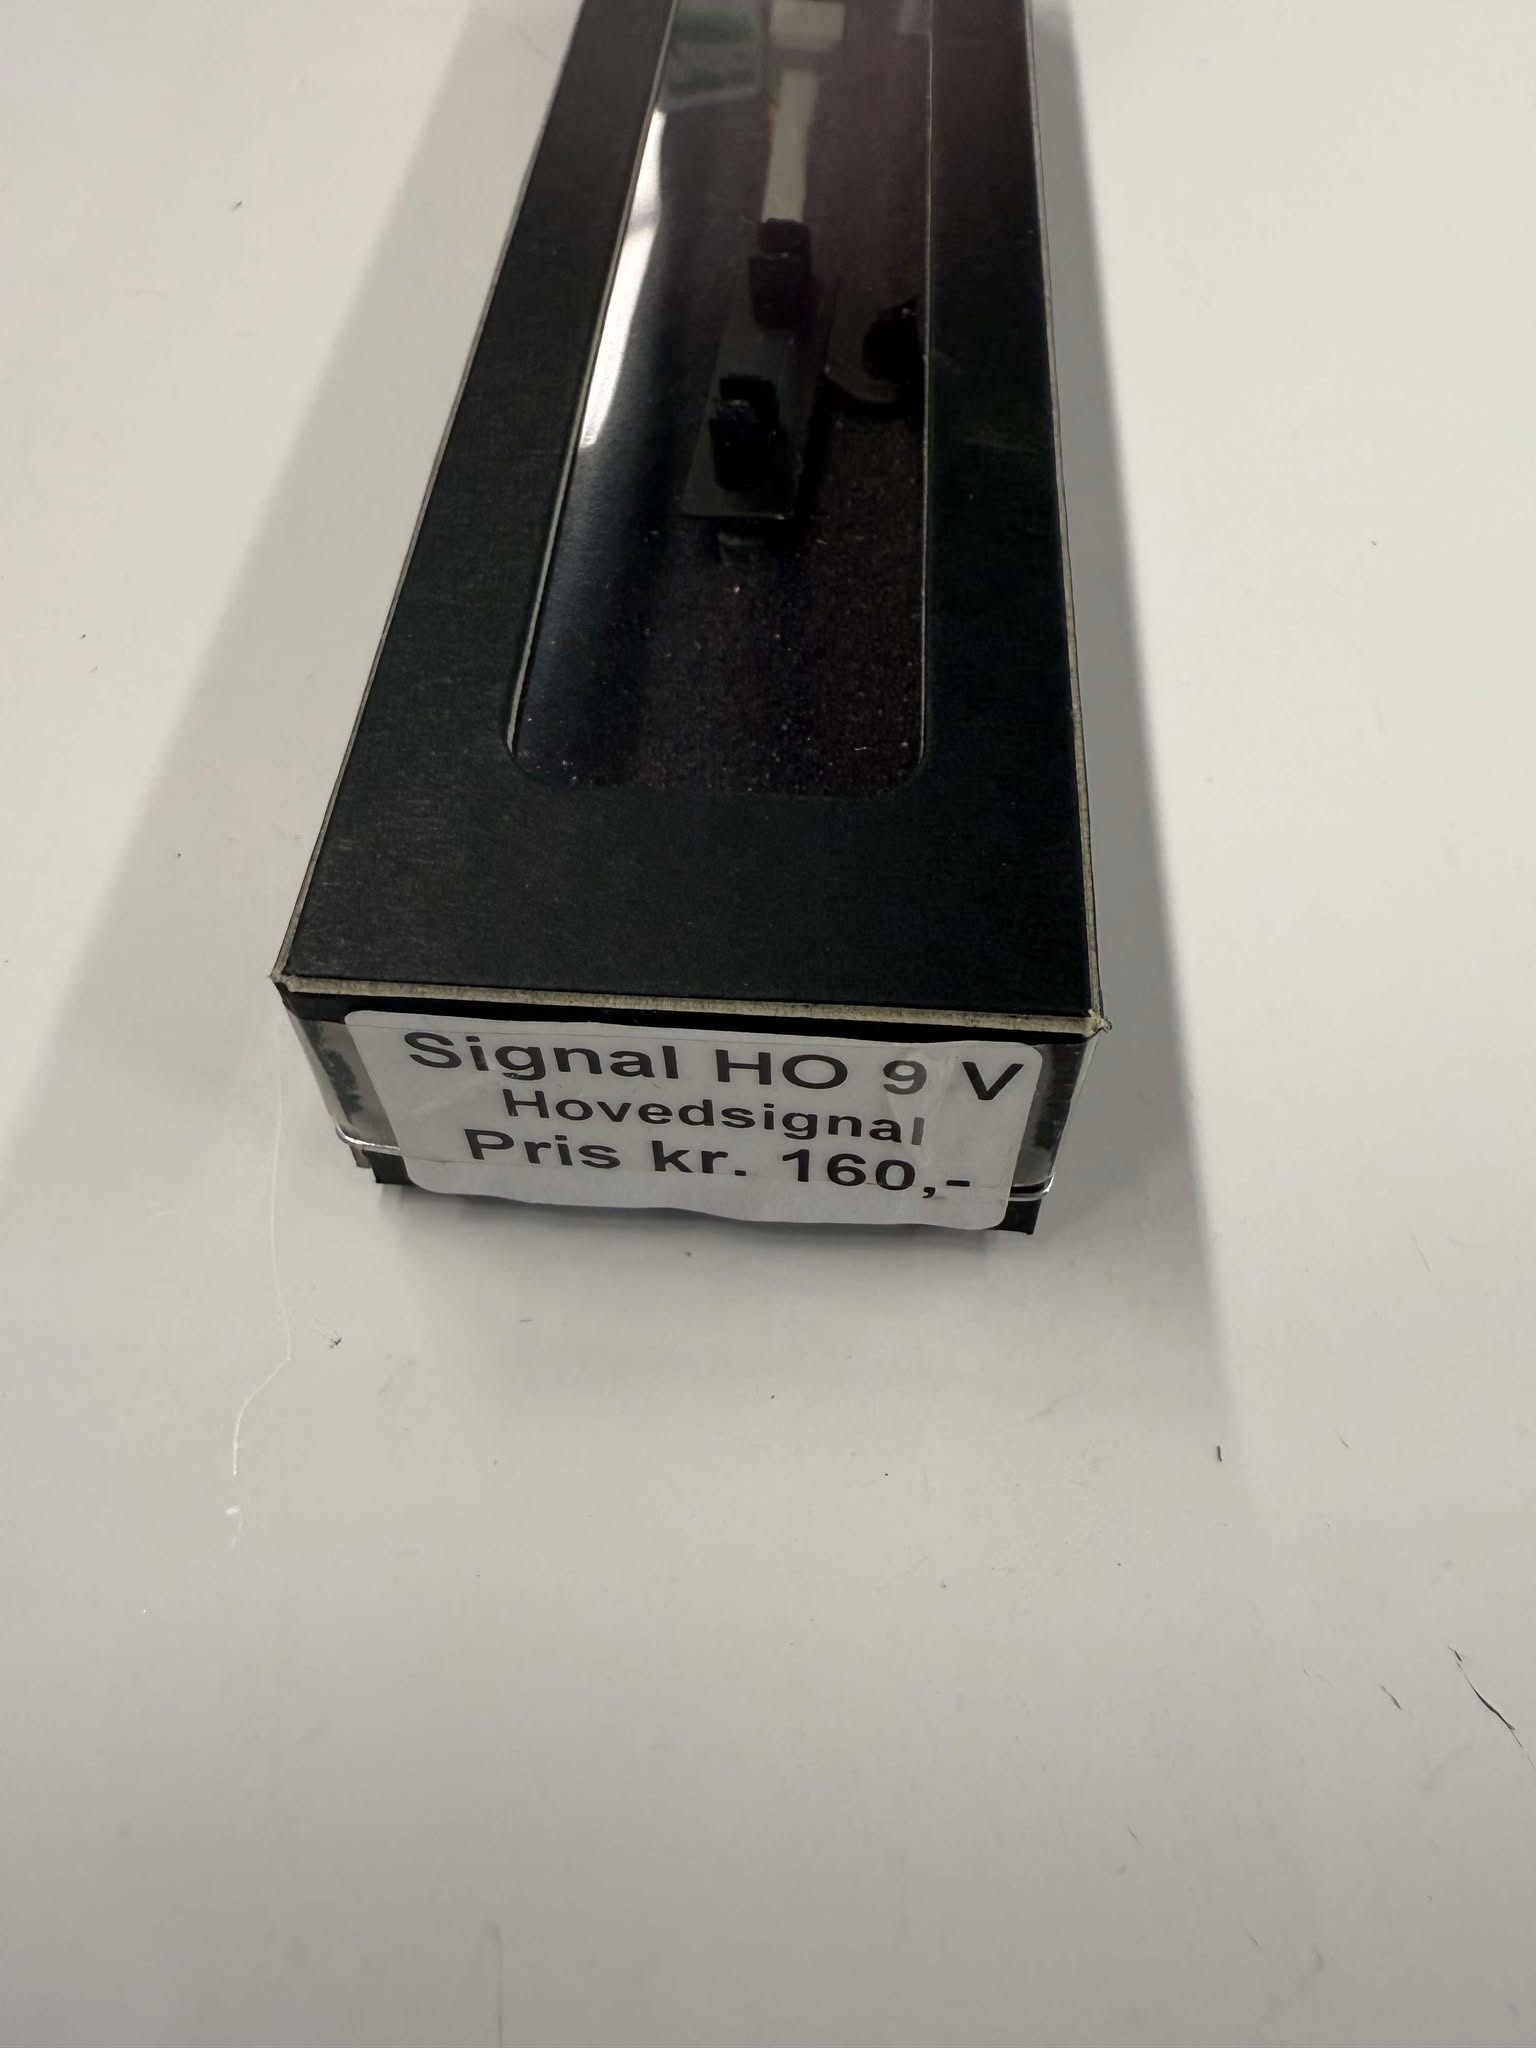 Signal HO 9 V
Hovedsignal
Pris kr. 160,-